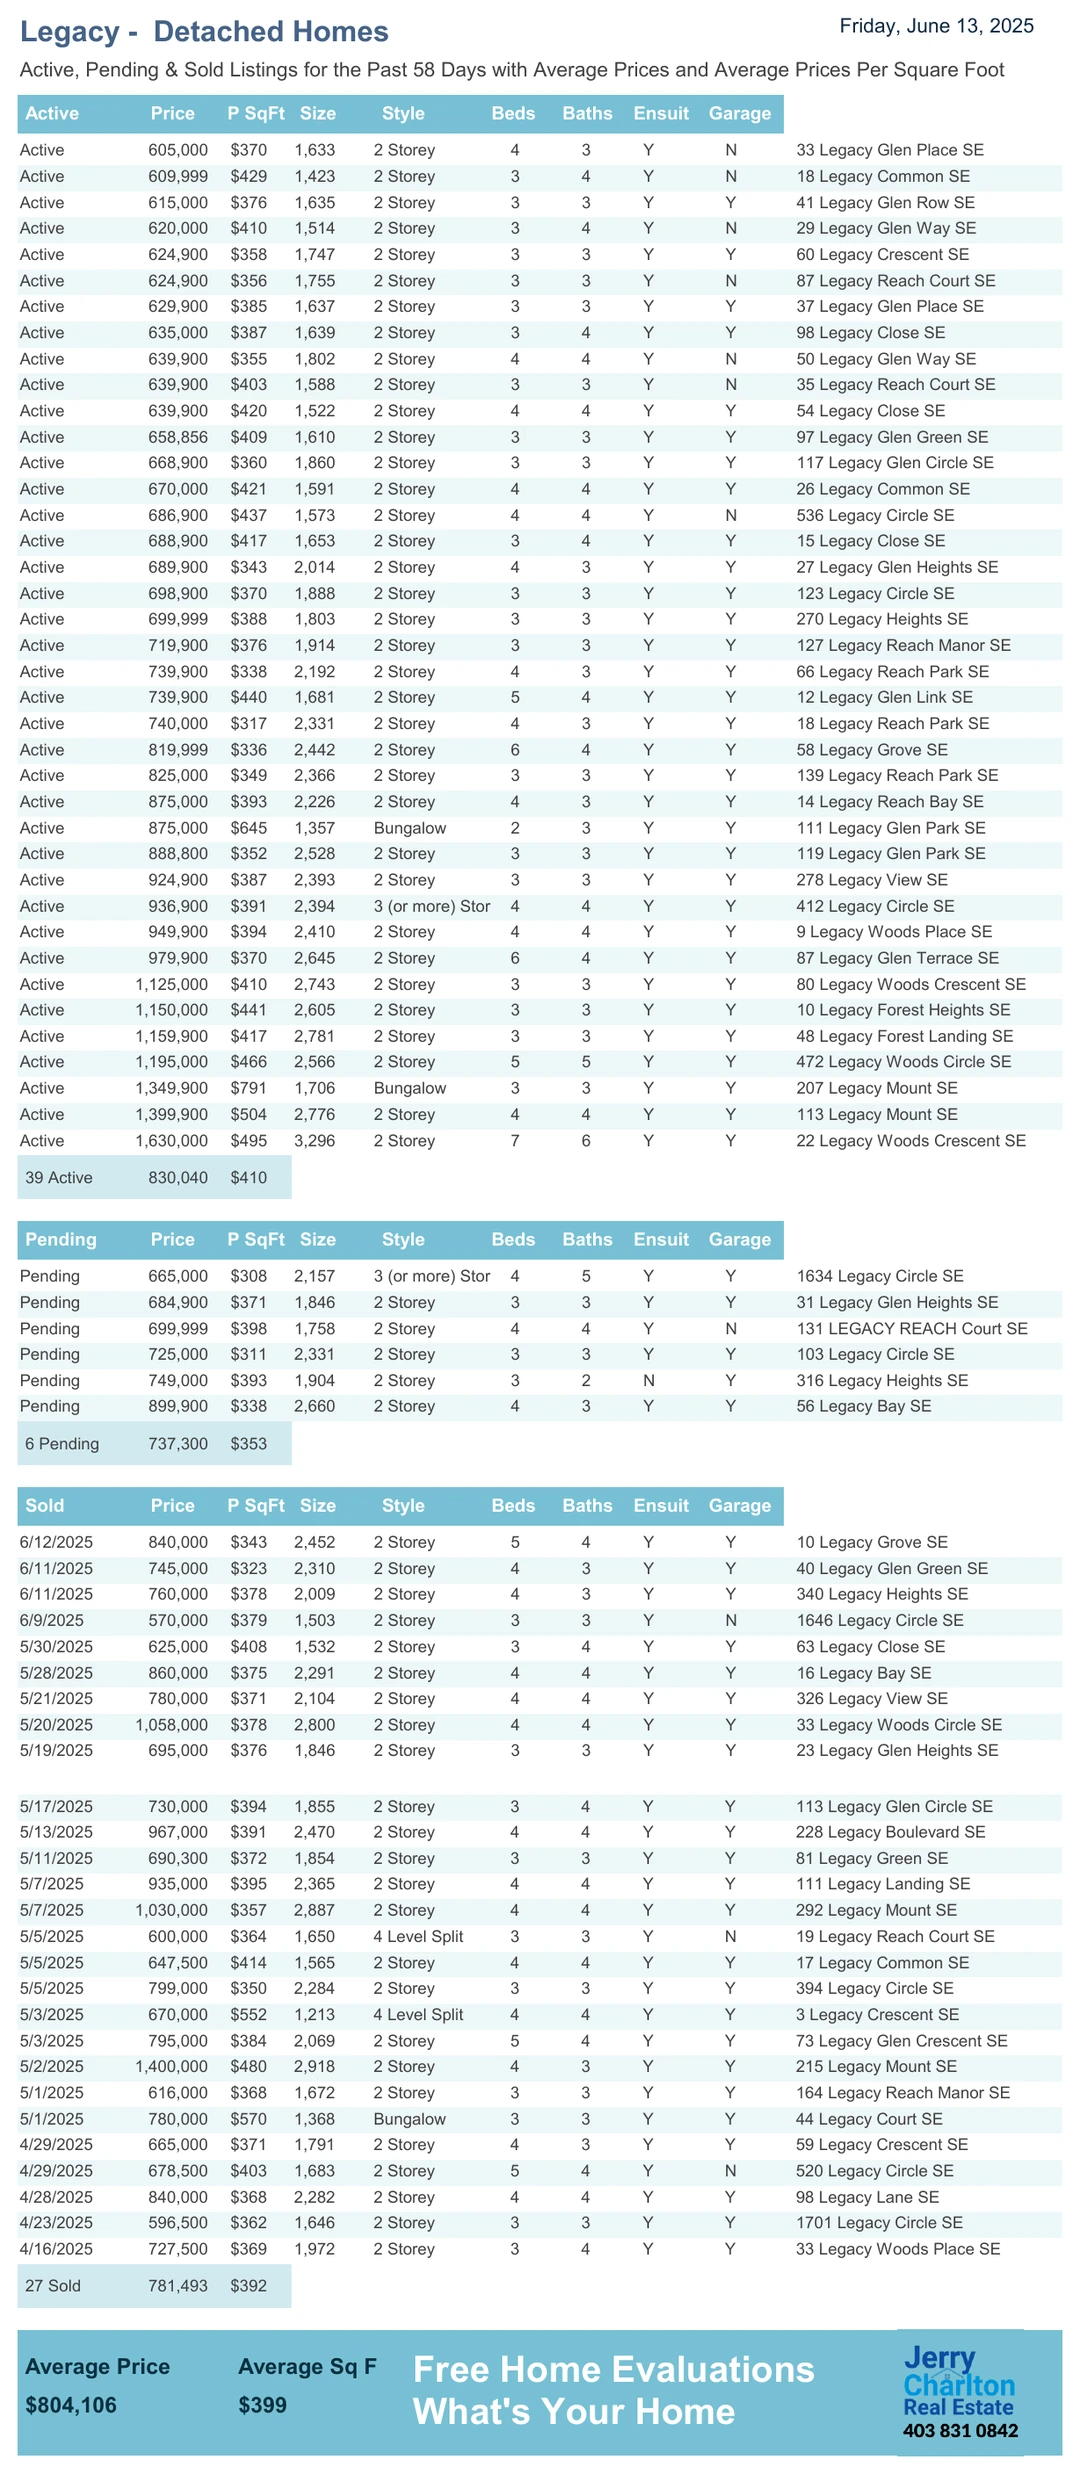 Legacy - Detached Homes Friday, June 13, 2025
Active, Pending & Sold Listings for the Past 58 Days with Average Prices and Average Prices Per Square Foot
Active Price P SqFt Size Style Beds Baths Ensuit Garage
Active 605,000 $370 1,633 2 Storey 4 3 Y N 33 Legacy Glen Place SE
Active 609,999 $429 1,423 2 Storey 3 4 Y N 18 Legacy Common SE
Active 615,000 $376 1,635 2 Storey 3 3 Y Y 41 Legacy Glen Row SE
Active 620,000 $410 1,514 2 Storey 3 4 Y N 29 Legacy Glen Way SE
Active 624,900 $358 1,747 2 Storey 3 3 Y Y 60 Legacy Crescent SE
Active 624,900 $356 1,755 2 Storey 3 3 Y N 87 Legacy Reach Court SE
Active 629,900 $385 1,637 2 Storey 3 3 Y Y 37 Legacy Glen Place SE
Active 635,000 $387 1,639 2 Storey 3 4 Y Y 98 Legacy Close SE
Active 639,900 $355 1,802 2 Storey 4 4 Y N 50 Legacy Glen Way SE
Active 639,900 $403 1,588 2 Storey 3 3 Y N 35 Legacy Reach Court SE
Active 639,900 $420 1,522 2 Storey 4 4 Y Y 54 Legacy Close SE
Active 658,856 $409 1,610 2 Storey 3 3 Y Y 97 Legacy Glen Green SE
Active 668,900 $360 1,860 2 Storey 3 3 Y Y 117 Legacy Glen Circle SE
Active 670,000 $421 1,591 2 Storey 4 4 Y Y 26 Legacy Common SE
Active 686,900 $437 1,573 2 Storey 4 4 Y N 536 Legacy Circle SE
Active 688,900 $417 1,653 2 Storey 3 4 Y Y 15 Legacy Close SE
Active 689,900 $343 2,014 2 Storey 4 3 Y Y 27 Legacy Glen Heights SE
Active 698,900 $370 1,888 2 Storey 3 3 Y Y 123 Legacy Circle SE
Active 699,999 $388 1,803 2 Storey 3 3 Y Y 270 Legacy Heights SE
Active 719,900 $376 1,914 2 Storey 3 3 Y Y 127 Legacy Reach Manor SE
Active 739,900 $338 2,192 2 Storey 4 3 Y Y 66 Legacy Reach Park SE
Active 739,900 $440 1,681 2 Storey 5 4 Y Y 12 Legacy Glen Link SE
Active 740,000 $317 2,331 2 Storey 4 3 Y Y 18 Legacy Reach Park SE
Active 819,999 $336 2,442 2 Storey 6 4 Y Y 58 Legacy Grove SE
Active 825,000 $349 2,366 2 Storey 3 3 Y Y 139 Legacy Reach Park SE
Active 875,000 $393 2,226 2 Storey 4 3 Y Y 14 Legacy Reach Bay SE
Active 875,000 $645 1,357 Bungalow 2 3 Y Y 111 Legacy Glen Park SE
Active 888,800 $352 2,528 2 Storey 3 3 Y Y 119 Legacy Glen Park SE
Active 924,900 $387 2,393 2 Storey 3 3 Y Y 278 Legacy View SE
Active 936,900 $391 2,394 3 (or more) Stor 4 4 Y Y 412 Legacy Circle SE
Active 949,900 $394 2,410 2 Storey 4 4 Y Y 9 Legacy Woods Place SE
Active 979,900 $370 2,645 2 Storey 6 4 Y Y 87 Legacy Glen Terrace SE
Active 1,125,000 $410 2,743 2 Storey 3 3 Y Y 80 Legacy Woods Crescent SE
Active 1,150,000 $441 2,605 2 Storey 3 3 Y Y 10 Legacy Forest Heights SE
Active 1,159,900 $417 2,781 2 Storey 3 3 Y Y 48 Legacy Forest Landing SE
Active 1,195,000 $466 2,566 2 Storey 5 5 Y Y 472 Legacy Woods Circle SE
Active 1,349,900 $791 1,706 Bungalow 3 3 Y Y 207 Legacy Mount SE
Active 1,399,900 $504 2,776 2 Storey 4 4 Y Y 113 Legacy Mount SE
Active 1,630,000 $495 3,296 2 Storey 7 6 Y Y 22 Legacy Woods Crescent SE
39 Active 830,040 $410
Pending Price P SqFt Size Style Beds Baths Ensuit Garage
Pending 665,000 $308 2,157 3 (or more) Stor 4 5 Y Y 1634 Legacy Circle SE
Pending 684,900 $371 1,846 2 Storey 3 3 Y Y 31 Legacy Glen Heights SE
Pending 699,999 $398 1,758 2 Storey 4 4 Y N 131 LEGACY REACH Court SE
Pending 725,000 $311 2,331 2 Storey 3 3 Y Y 103 Legacy Circle SE
Pending 749,000 $393 1,904 2 Storey 3 2 N Y 316 Legacy Heights SE
Pending 899,900 $338 2,660 2 Storey 4 3 Y Y 56 Legacy Bay SE
6 Pending 737,300 $353
Sold Price P SqFt Size Style Beds Baths Ensuit Garage
6/12/2025 840,000 $343 2,452 2 Storey 5 4 Y Y 10 Legacy Grove SE
6/11/2025 745,000 $323 2,310 2 Storey 4 3 Y Y 40 Legacy Glen Green SE
6/11/2025 760,000 $378 2,009 2 Storey 4 3 Y Y 340 Legacy Heights SE
6/9/2025 570,000 $379 1,503 2 Storey 3 3 Y N 1646 Legacy Circle SE
5/30/2025 625,000 $408 1,532 2 Storey 3 4 Y Y 63 Legacy Close SE
5/28/2025 860,000 $375 2,291 2 Storey 4 4 Y Y 16 Legacy Bay SE
5/21/2025 780,000 $371 2,104 2 Storey 4 4 Y Y 326 Legacy View SE
5/20/2025 1,058,000 $378 2,800 2 Storey 4 4 Y Y 33 Legacy Woods Circle SE
5/19/2025 695,000 $376 1,846 2 Storey 3 3 Y Y 23 Legacy Glen Heights SE
5/17/2025 730,000 $394 1,855 2 Storey 3 4 Y Y 113 Legacy Glen Circle SE
5/13/2025 967,000 $391 2,470 2 Storey 4 4 Y Y 228 Legacy Boulevard SE
5/11/2025 690,300 $372 1,854 2 Storey 3 3 Y Y 81 Legacy Green SE
5/7/2025 935,000 $395 2,365 2 Storey 4 4 Y Y 111 Legacy Landing SE
5/7/2025 1,030,000 $357 2,887 2 Storey 4 4 Y Y 292 Legacy Mount SE
5/5/2025 600,000 $364 1,650 4 Level Split 3 3 Y N 19 Legacy Reach Court SE
5/5/2025 647,500 $414 1,565 2 Storey 4 4 Y Y 17 Legacy Common SE
5/5/2025 799,000 $350 2,284 2 Storey 3 3 Y Y 394 Legacy Circle SE
5/3/2025 670,000 $552 1,213 4 Level Split 4 4 Y Y 3 Legacy Crescent SE
5/3/2025 795,000 $384 2,069 2 Storey 5 4 Y Y 73 Legacy Glen Crescent SE
5/2/2025 1,400,000 $480 2,918 2 Storey 4 3 Y Y 215 Legacy Mount SE
5/1/2025 616,000 $368 1,672 2 Storey 3 3 Y Y 164 Legacy Reach Manor SE
5/1/2025 780,000 $570 1,368 Bungalow 3 3 Y Y 44 Legacy Court SE
4/29/2025 665,000 $371 1,791 2 Storey 4 3 Y Y 59 Legacy Crescent SE
4/29/2025 678,500 $403 1,683 2 Storey 5 4 Y N 520 Legacy Circle SE
4/28/2025 840,000 $368 2,282 2 Storey 4 4 Y Y 98 Legacy Lane SE
4/23/2025 596,500 $362 1,646 2 Storey 3 3 Y Y 1701 Legacy Circle SE
4/16/2025 727,500 $369 1,972 2 Storey 3 4 Y Y 33 Legacy Woods Place SE
27 Sold 781,493 $392
Average Price Average Sq F
$804,106 $399
Free Home Evaluations
What's Your Home
Jerry
Charlton
Real Estate
403 831 0842